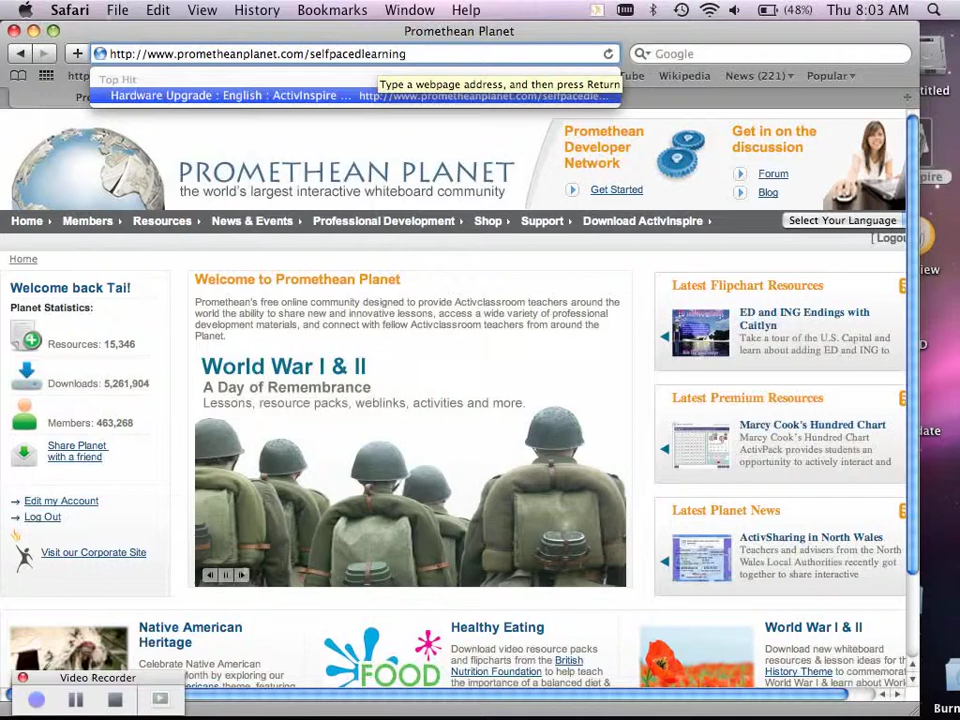 Safari File Edit View History Bookmarks Window Help (48%) Thu 8:03 AM
Promethean Planet
http://www.prometheanplanet.com/selfpacedlearning
Google
Top Hit
Type a webpage address, and then press Return
Hardware Upgrade : English : ActivInspire ... http://www.prometheanplanet.com/selfpacedle...
Wikipedia News (221) Popular
PROMETHEAN PLANET
the world's largest interactive whiteboard community
Promethean
Developer
Network
Get Started
Get in on the
discussion
Forum
Blog
Home Members Resources News & Events Professional Development Shop Support Download ActivInspire Select Your Language
[ Logou
Home
Welcome back Tai!
Planet Statistics:
Resources: 15,346
Downloads: 5,261,904
Members: 463,268
Share Planet
with a friend
Edit my Account
Log Out
Visit our Corporate Site
Welcome to Promethean Planet
Promethean's free online community designed to provide Activclassroom teachers around the
world the ability to share new and innovative lessons, access a wide variety of professional
development materials, and connect with fellow Activclassroom teachers from around the
Planet.
World War I & II
A Day of Remembrance
Lessons, resource packs, weblinks, activities and more.
Latest Flipchart Resources
ED and ING Endings with
Caitlyn
Take a tour of the U.S. Capital and
learn about adding ED and ING to
Latest Premium Resources
Marcy Cook's Hundred Chart
Marcy Cook's Hundred Chart
ActivPack provides students an
opportunity to actively interact and
Latest Planet News
ActivSharing in North Wales
Teachers and advisers from the North
Wales Local Authorities recently got
together to share interactive
Native American
Heritage
Celebrate Native American
Month by exploring our
FOOD
Healthy Eating
Download video resource packs
and flipcharts from the British
Nutrition Foundation to help
teach the importance of a balanced diet &
World War I & II
Download new whiteboard
resources & lesson ideas for th
History Theme to commemorat
Video Recorder
Burn